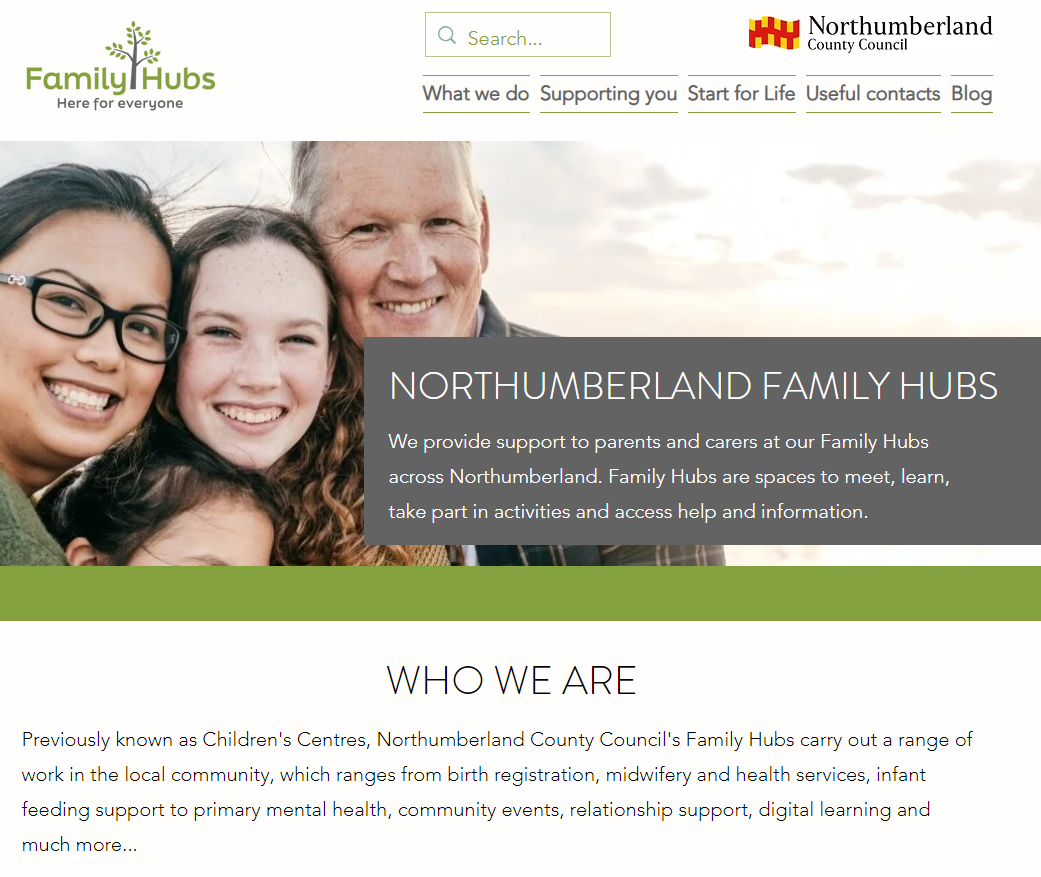 Family Hubs
Here for everyone
Search...
Northumberland
County Council
What we do Supporting you Start for Life Useful contacts Blog
NORTHUMBERLAND FAMILY HUBS
We provide support to parents and carers at our Family Hubs
across Northumberland. Family Hubs are spaces to meet, learn,
take part in activities and access help and information.
WHO WE ARE
Previously known as Children's Centres, Northumberland County Council's Family Hubs carry out a range of
work in the local community, which ranges from birth registration, midwifery and health services, infant
feeding support to primary mental health, community events, relationship support, digital learning and
much more...